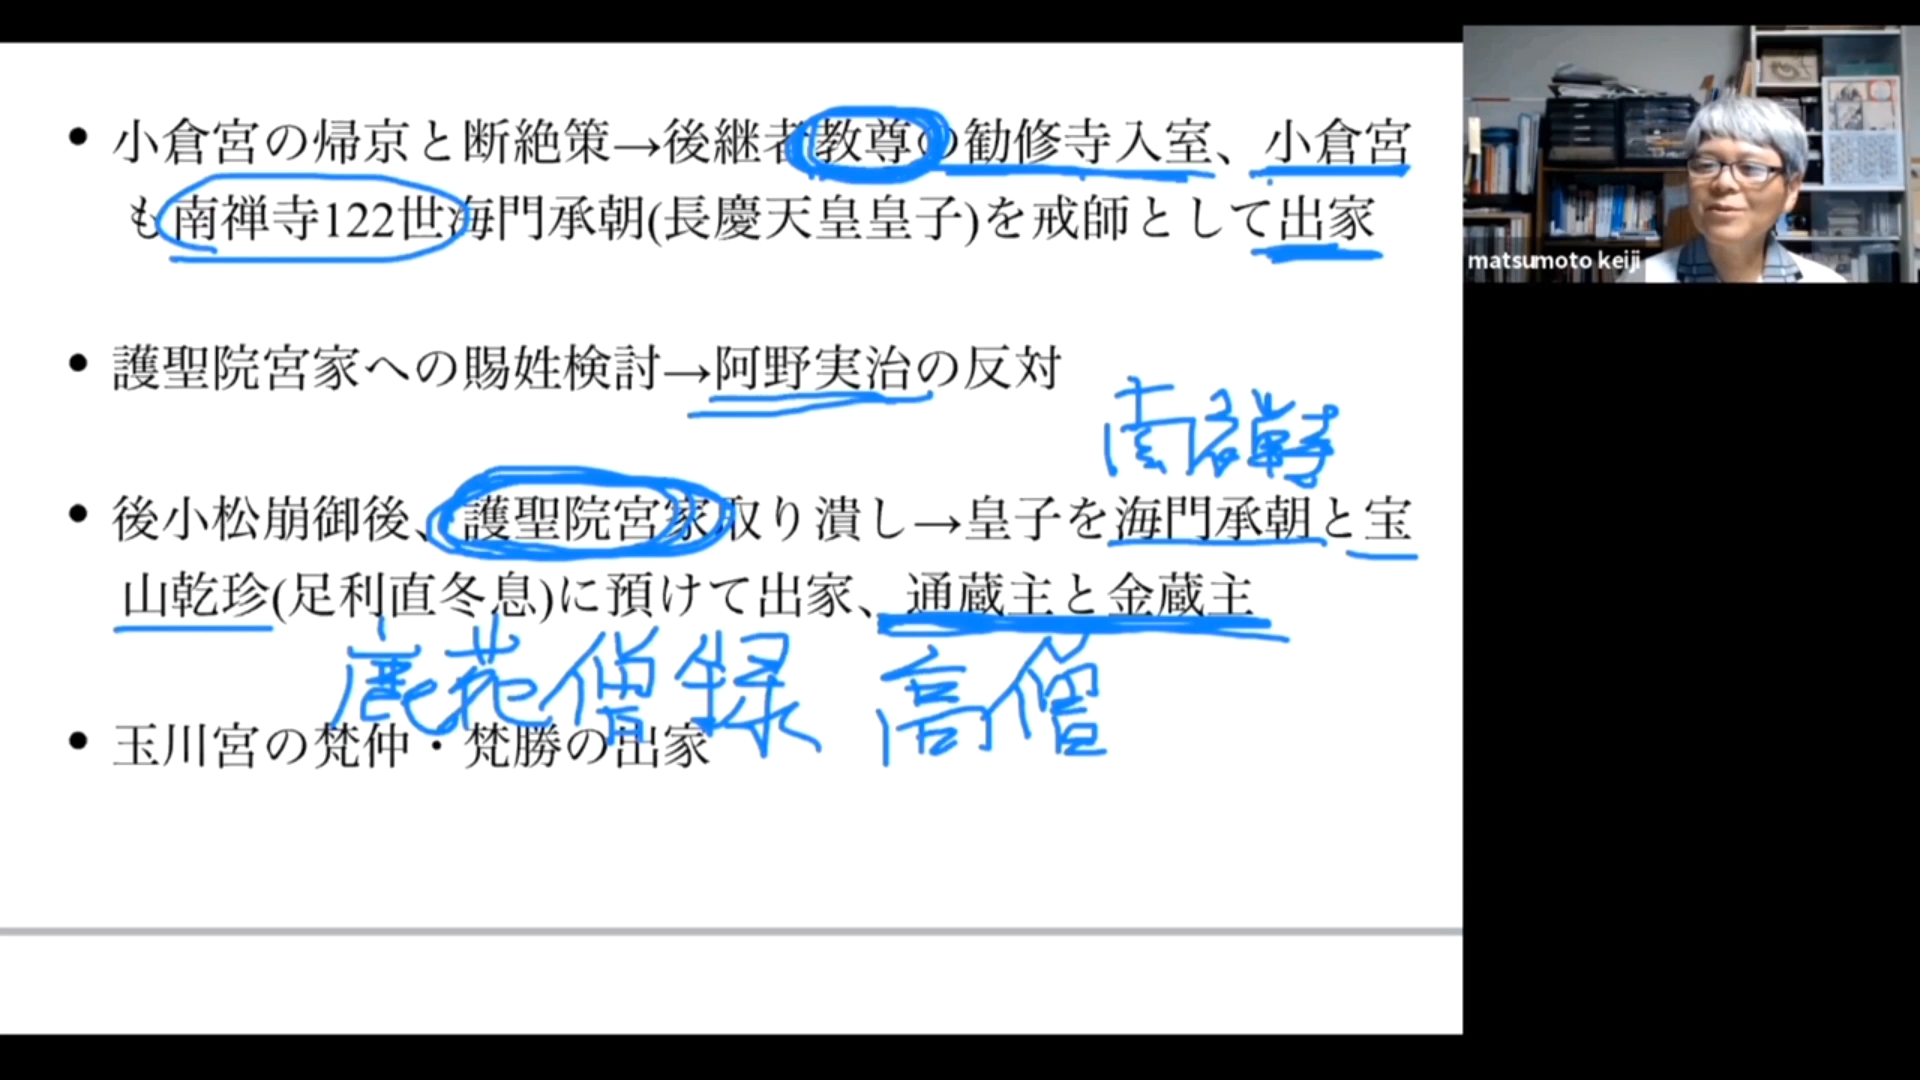 • 小倉宮の帰京と断絶策→後継者教尊の勧修寺入室、小倉宮
も南禅寺122世海門承朝(長慶天皇皇子)を戒師として出家
• 護聖院宮家への賜姓検討→阿野実治の反対
南禅寺
• 後小松崩御後、護聖院宮家取り潰し→皇子を海門承朝と宝
山乾珍(足利直冬息)に預けて出家、通蔵主と金蔵主
鹿苑僧録 高僧
• 玉川宮の梵仲・梵勝の出家
matsumoto keiji